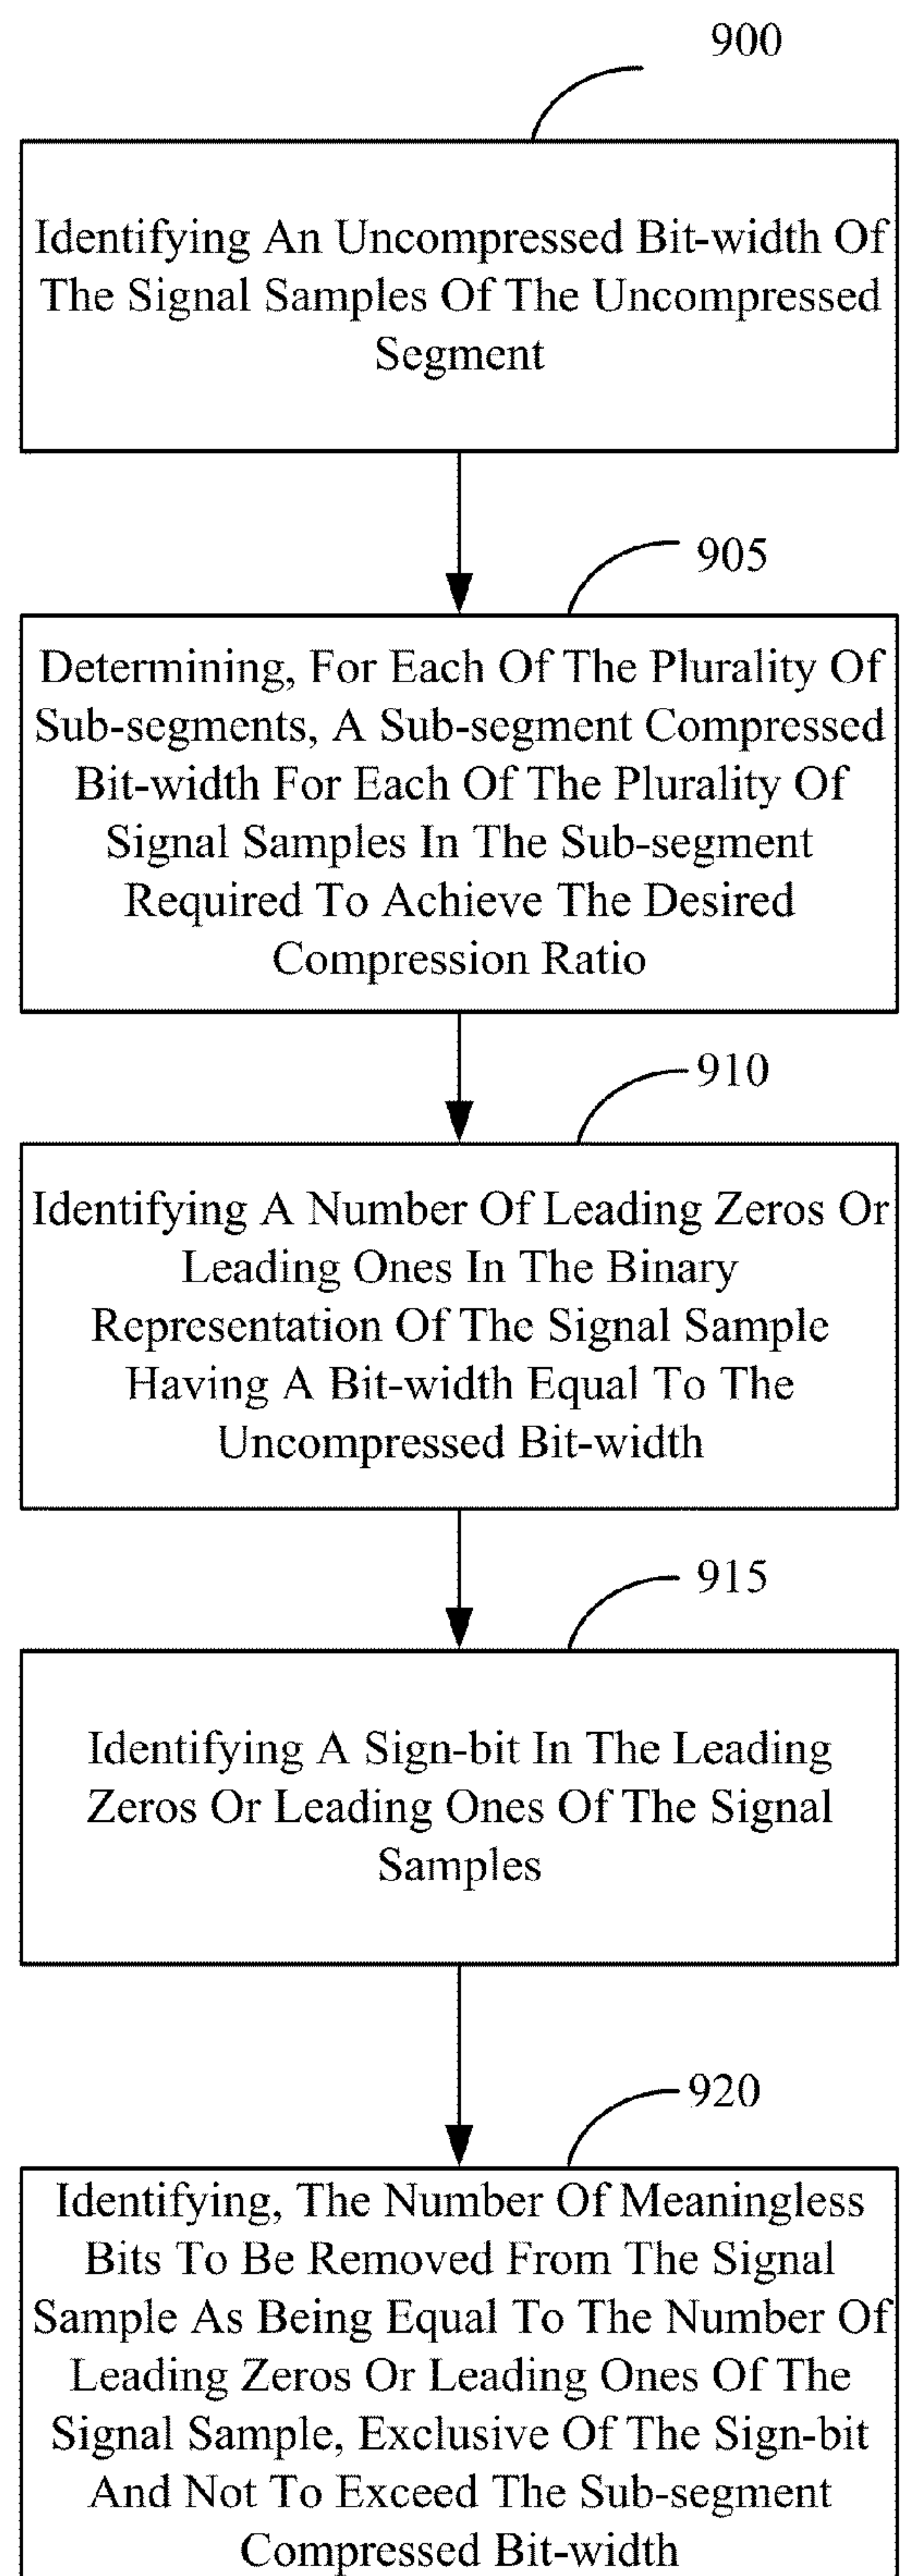 900
Identifying An Uncompressed Bit-width Of
The Signal Samples Of The Uncompressed
Segment
905
Determining, For Each Of The Plurality Of
Sub-segments, A Sub-segment Compressed
Bit-width For Each Of The Plurality Of
Signal Samples In The Sub-segment
Required To Achieve The Desired
Compression Ratio
910
Identifying A Number Of Leading Zeros Or
Leading Ones In The Binary
Representation Of The Signal Sample
Having A Bit-width Equal To The
Uncompressed Bit-width
915
Identifying A Sign-bit In The Leading
Zeros Or Leading Ones Of The Signal
Samples
920
Identifying, The Number Of Meaningless
Bits To Be Removed From The Signal
Sample As Being Equal To The Number Of
Leading Zeros Or Leading Ones Of The
Signal Sample, Exclusive Of The Sign-bit
And Not To Exceed The Sub-segment
Compressed Bit-width